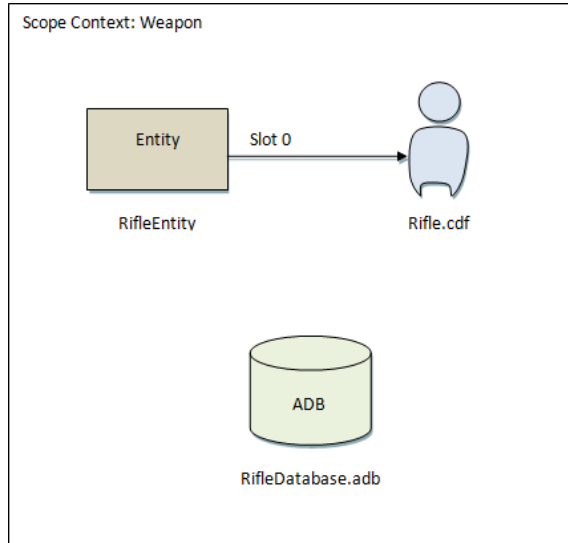 Scope Context: Weapon
Entity
Slot 0
RifleEntity
Rifle.cdf
ADB
RifleDatabase.adb